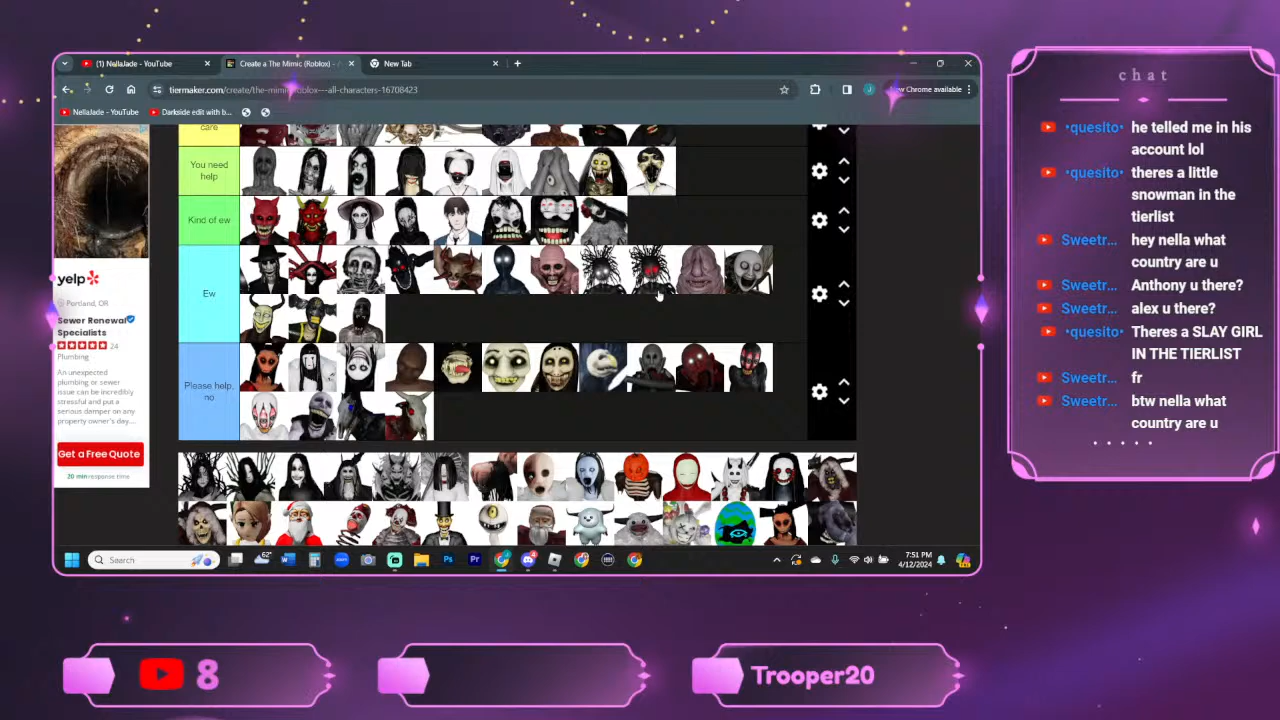 (1) NellaJade - YouTube
Create a The Mimic (Roblox) - 
New Tab
tiermaker.com/create/the-mimic-roblox---all-characters-16708423
New Chrome available
NellaJade - YouTube
Darkside edit with b...
care
You need
help
Kind of ew
Ew
Please help,
no
yelp
Portland, OR
Sewer Renewal
Specialists
24
Plumbing
An unexpected
plumbing or sewer
issue can be incredibly
stressful and put a
serious damper on any
property owner's day....
Get a Free Quote
20 min response time
Search
62°
7:51 PM
4/12/2024
chat
•quesito• he told me in his
account lol
•quesito• theres a little
snowman in the
tierlist
Sweetr... hey nella what
country are u
Sweetr... Anthony u there?
Sweetr... alex u there?
•quesito• Theres a SLAY GIRL
IN THE TIERLIST
Sweetr... fr
Sweetr... btw nella what
country are u
8
Trooper20